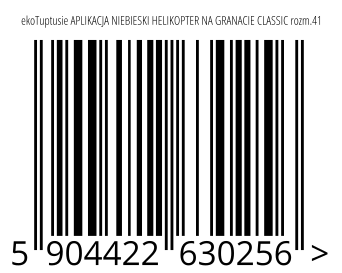 ekoTuptusie APLIKACJA NIEBIESKI HELIKOPTER NA GRANACIE CLASSIC rozm.41
5 904422 630256 >